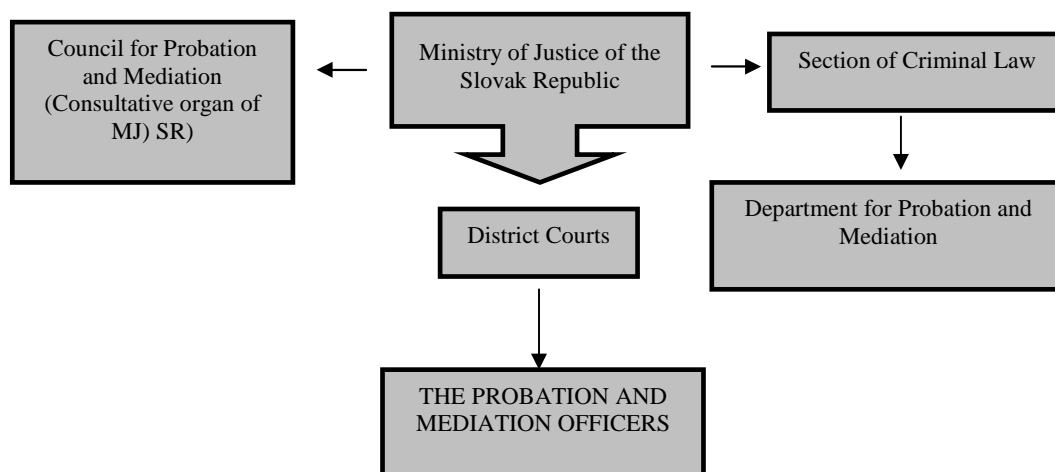 Council for Probation
and Mediation
(Consultative organ of
MJ) SR)
Ministry of Justice of the
Slovak Republic
Section of Criminal Law
Department for Probation and
Mediation
District Courts
THE PROBATION AND
MEDIATION OFFICERS